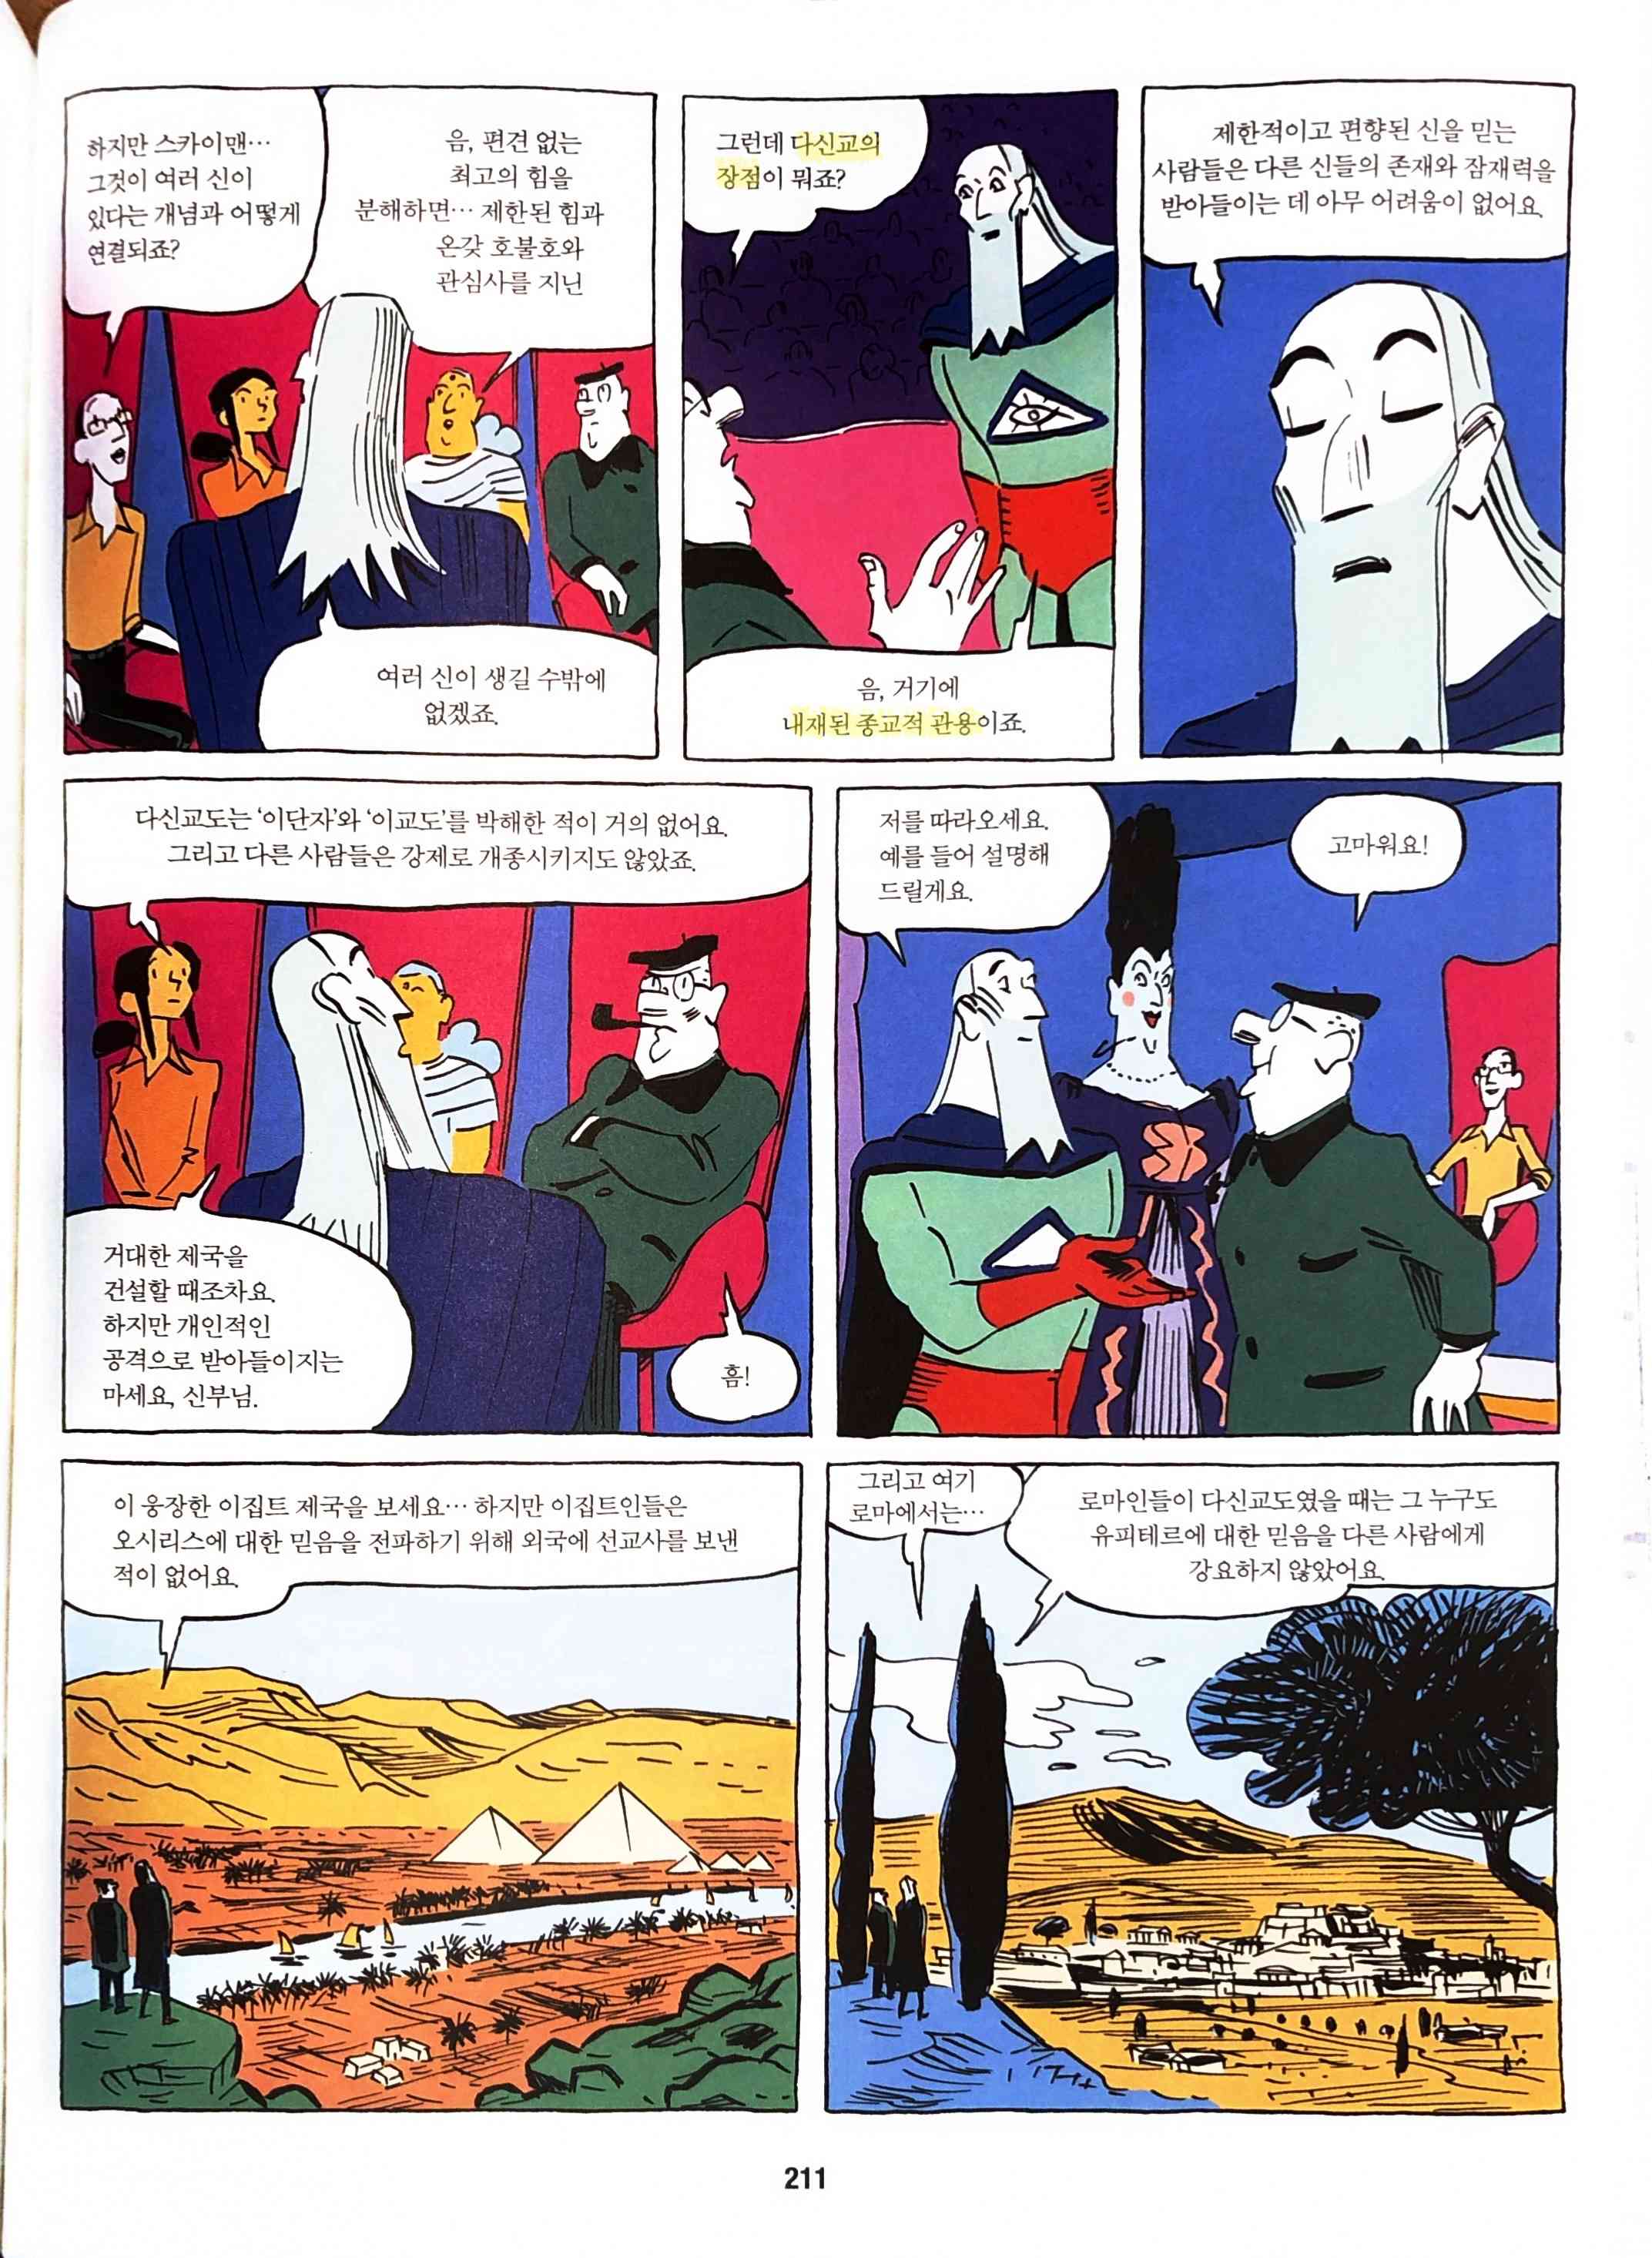 하지만 스카이맨…
그것이 여러 신이
있다는 개념과 어떻게
연결되죠?
음, 편견 없는
최고의 힘을
분해하면… 제한된 힘과
온갖 호불호와
관심사를 지닌
여러 신이 생길 수밖에
없겠죠.
그런데 다신교의
장점이 뭐죠?
음, 거기에
내재된 종교적 관용이죠.
제한적이고 편향된 신을 믿는
사람들은 다른 신들의 존재와 잠재력을
받아들이는 데 아무 어려움이 없어요.
다신교도는 ‘이단자’와 ‘이교도’를 박해한 적이 거의 없어요.
그리고 다른 사람들은 강제로 개종시키지도 않았죠.
거대한 제국을
건설할 때조차요.
하지만 개인적인
공격으로 받아들이지는
마세요, 신부님.
흠!
저를 따라오세요.
예를 들어 설명해
드릴게요.
고마워요!
이 웅장한 이집트 제국을 보세요… 하지만 이집트인들은
오시리스에 대한 믿음을 전파하기 위해 외국에 선교사를 보낸
적이 없어요.
그리고 여기
로마에서는…
로마인들이 다신교도였을 때는 그 누구도
유피테르에 대한 믿음을 다른 사람에게
강요하지 않았어요.
211